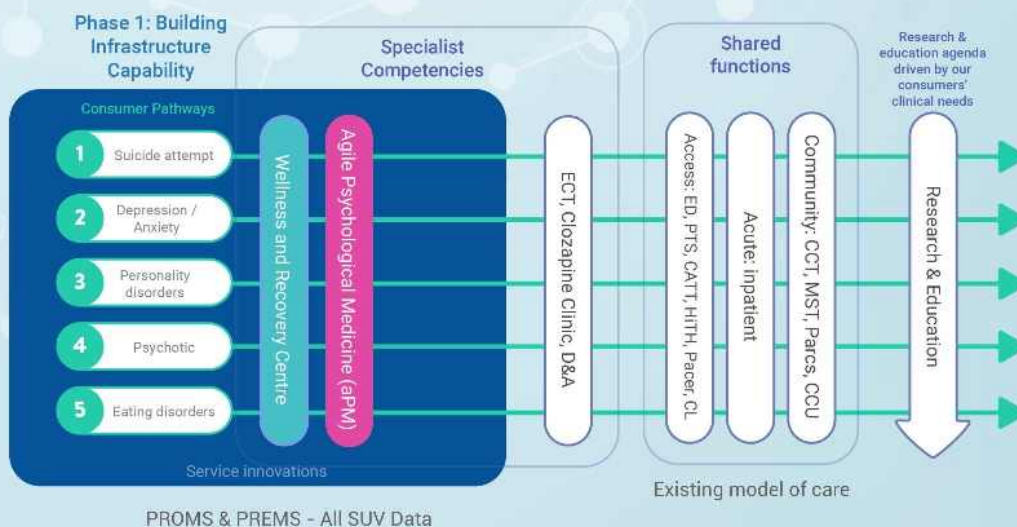 Phase 1: Building
Infrastructure
Capability
Specialist
Competencies
Shared
functions
Research &
education agenda
driven by our
consumers'
clinical needs
Consumer Pathways
1 Suicide attempt
2 Depression /
Anxiety
3 Personality
disorders
4 Psychotic
5 Eating disorders
Wellness and Recovery Centre
Agile Psychological Medicine (aPM)
ECT, Clozapine Clinic, D&A
Access: ED, PTS, CATT, HiTH, Pacer, CL
Acute: inpatient
Community: CCT, MST, Parcs, CCU
Research & Education
Service innovations
Existing model of care
PROMS & PREMS - All SUV Data